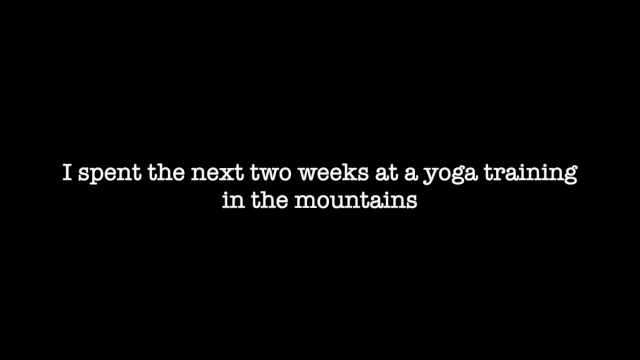 I spent the next two weeks at a yoga training
in the mountains